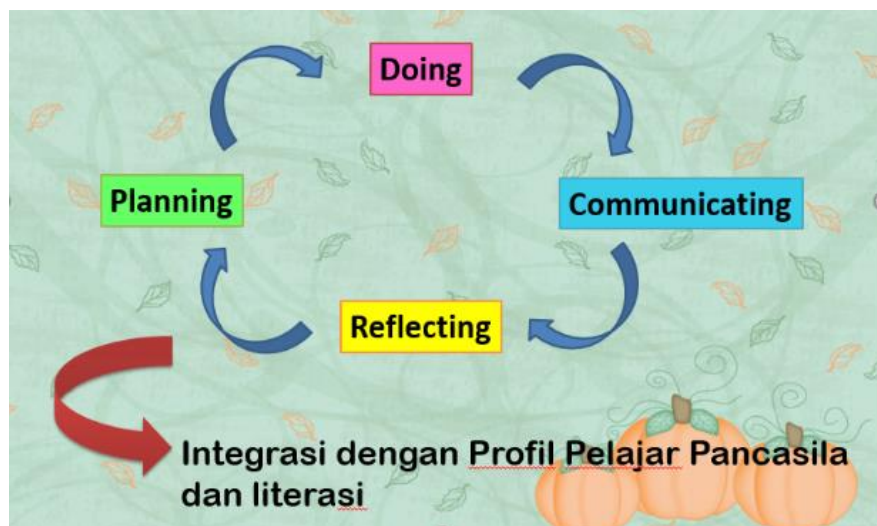 Doing
Planning
Communicating
Reflecting
Integrasi dengan Profil Pelajar Pancasila
dan literasi